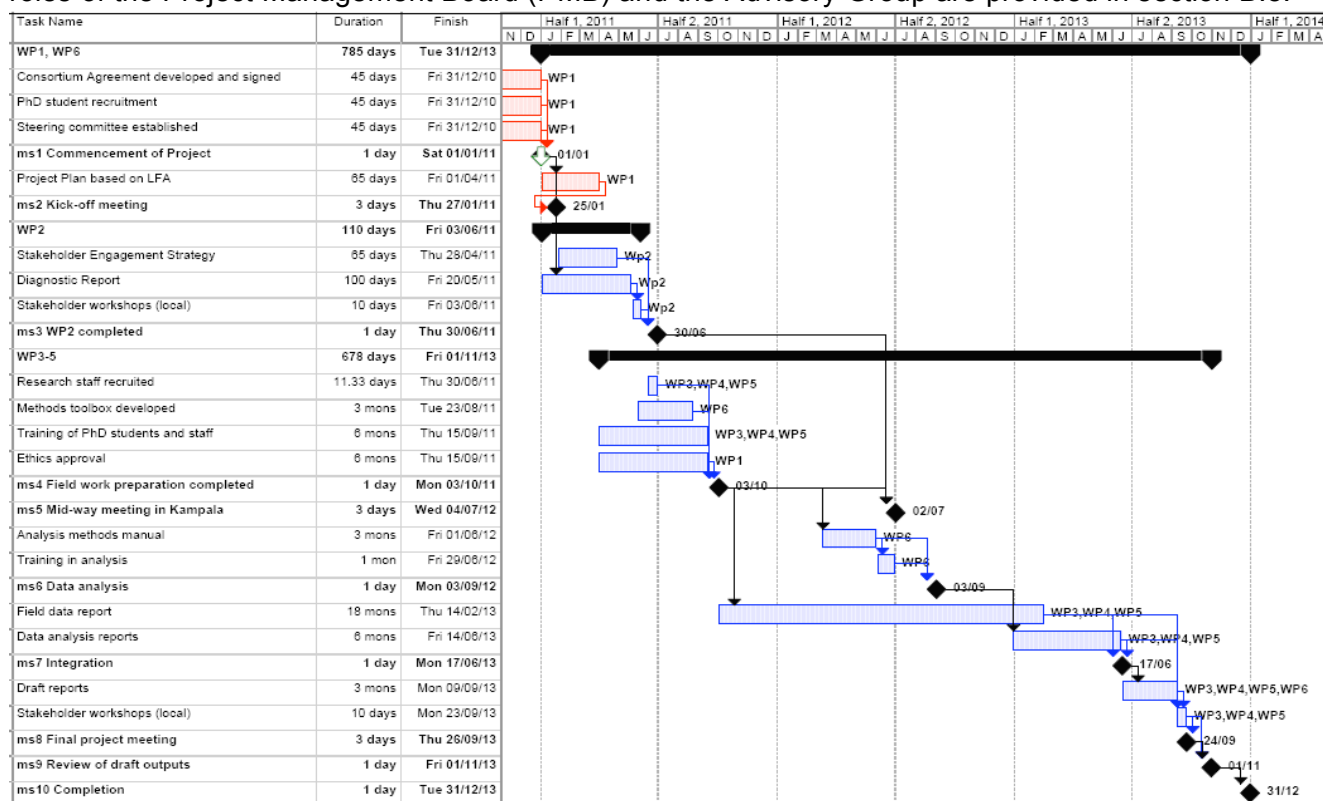 roles of the Project Management Board (PMB) and the Advisory Group are provided in section B.3.
Task Name Duration Finish Half 1, 2011 Half 2, 2011 Half 1, 2012 Half 2, 2012 Half 1, 2013 Half 2, 2013 Half 1, 2014
N D J F M A M J J A S O N D J F M A M J J A S O N D J F M A M J J A S O N D J F M A
WP1, WP6 785 days Tue 31/12/13
Consortium Agreement developed and signed 45 days Fri 31/12/10 WP1
PhD student recruitment 45 days Fri 31/12/10 WP1
Steering committee established 45 days Fri 31/12/10 WP1
ms1 Commencement of Project 1 day Sat 01/01/11 01/01
Project Plan based on LFA 65 days Fri 01/04/11 WP1
ms2 Kick-off meeting 3 days Thu 27/01/11 25/01
WP2 110 days Fri 03/06/11
Stakeholder Engagement Strategy 65 days Thu 28/04/11 Wp2
Diagnostic Report 100 days Fri 20/05/11 Wp2
Stakeholder workshops (local) 10 days Fri 03/06/11 Wp2
ms3 WP2 completed 1 day Thu 30/06/11 30/06
WP3-5 678 days Fri 01/11/13
Research staff recruited 11.33 days Thu 30/06/11 WP3,WP4,WP5
Methods toolbox developed 3 mons Tue 23/08/11 WP6
Training of PhD students and staff 6 mons Thu 15/09/11 WP3,WP4,WP5
Ethics approval 6 mons Thu 15/09/11 WP1
ms4 Field work preparation completed 1 day Mon 03/10/11 03/10
ms5 Mid-way meeting in Kampala 3 days Wed 04/07/12 02/07
Analysis methods manual 3 mons Fri 01/06/12 WP6
Training in analysis 1 mon Fri 29/06/12 WP6
ms6 Data analysis 1 day Mon 03/09/12 03/09
Field data report 18 mons Thu 14/02/13 WP3,WP4,WP5
Data analysis reports 6 mons Fri 14/06/13 WP3,WP4,WP5
ms7 Integration 1 day Mon 17/06/13 17/06
Draft reports 3 mons Mon 09/09/13 WP3,WP4,WP5,WP6
Stakeholder workshops (local) 10 days Mon 23/09/13 WP3,WP4,WP5
ms8 Final project meeting 3 days Thu 26/09/13 24/09
ms9 Review of draft outputs 1 day Fri 01/11/13 01/11
ms10 Completion 1 day Tue 31/12/13 31/12